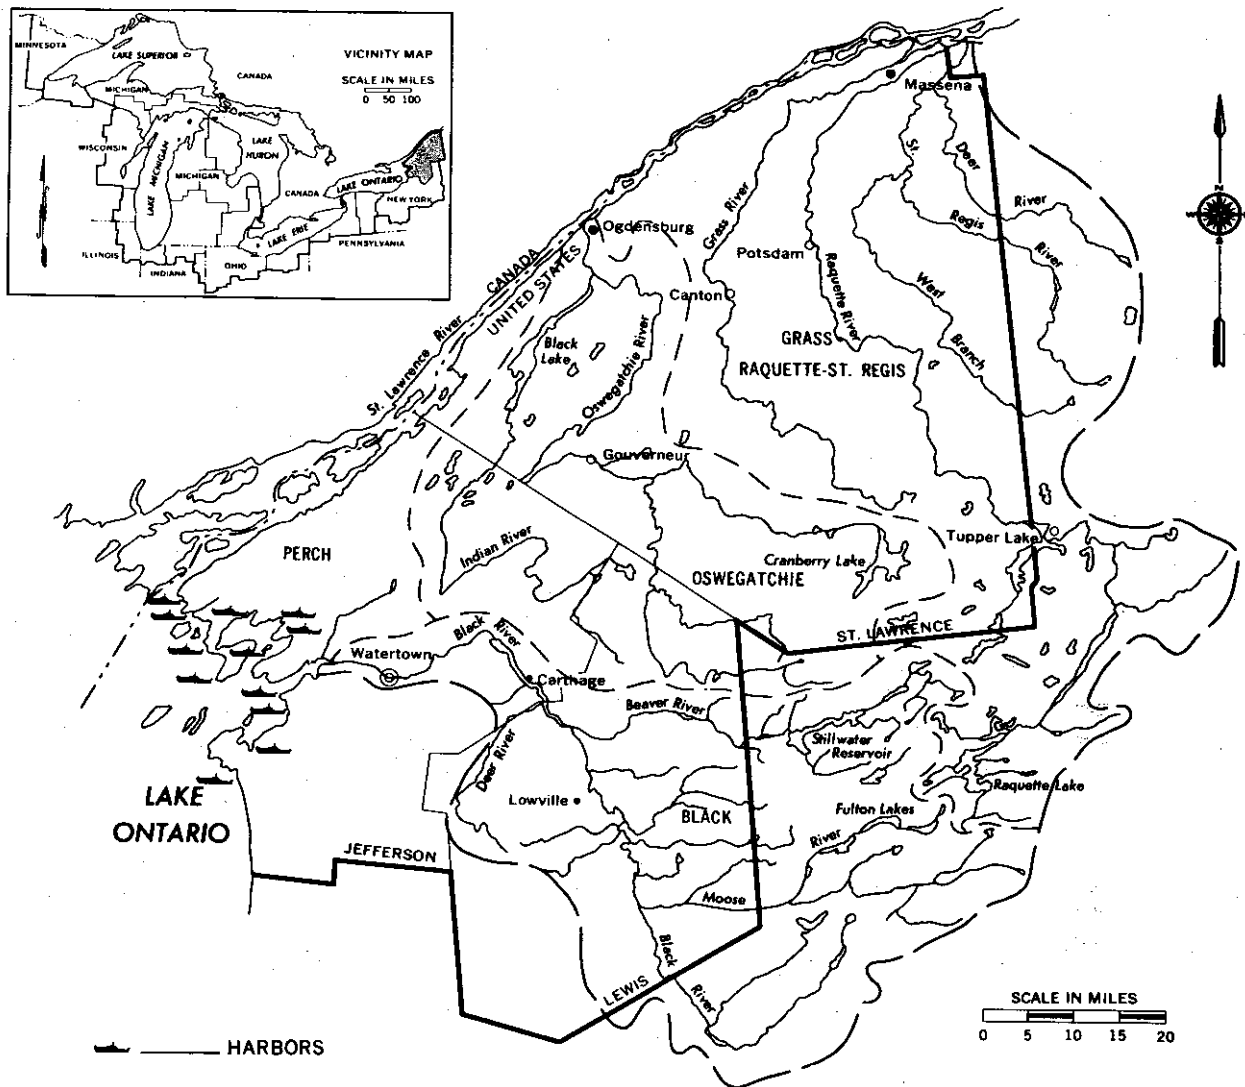 MINNESOTA
LAKE SUPERIOR
CANADA
VICINITY MAP
SCALE IN MILES
0 50 100
MICHIGAN
WISCONSIN
LAKE MICHIGAN
LAKE HURON
MICHIGAN
CANADA
LAKE ONTARIO
NEW YORK
LAKE ERIE
PENNSYLVANIA
ILLINOIS
INDIANA
OHIO
Massena
St.
Regis
River
Deer
River
N
W
Grass River
Ogdensburg
Potsdam
Raquette River
CANADA
UNITED STATES
Canton
West
Branch
St. Lawrence River
Black
Lake
Oswegatchie River
GRASS
RAQUETTE-ST. REGIS
Gouverneur
Tupper Lake
PERCH
Indian River
Cranberry Lake
OSWEGATCHIE
ST. LAWRENCE
Black River
Watertown
Carthage
Beaver River
Stillwater
Reservoir
Deer River
Raquette Lake
Lowville
BLACK
Fulton Lakes
LAKE
ONTARIO
River
JEFFERSON
Moose
Black
River
LEWIS
SCALE IN MILES
0 5 10 15 20
HARBORS